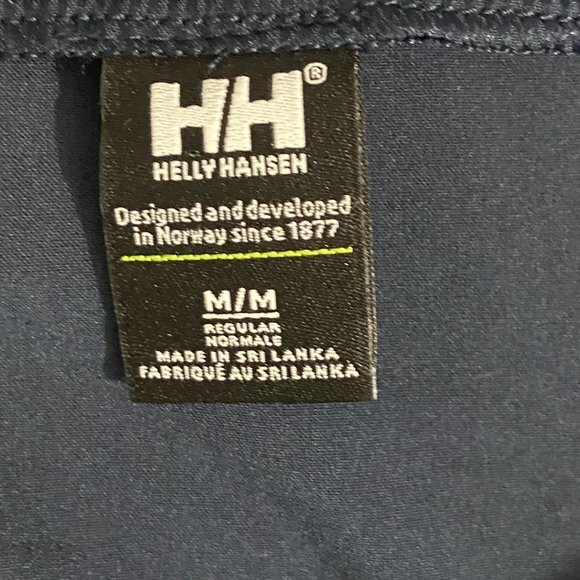 HH®
HELLY HANSEN
Designed and developed
in Norway since 1877
M/M
REGULAR
NORMALE
MADE IN SRI LANKA
FABRIQUÉ AU SRI LANKA